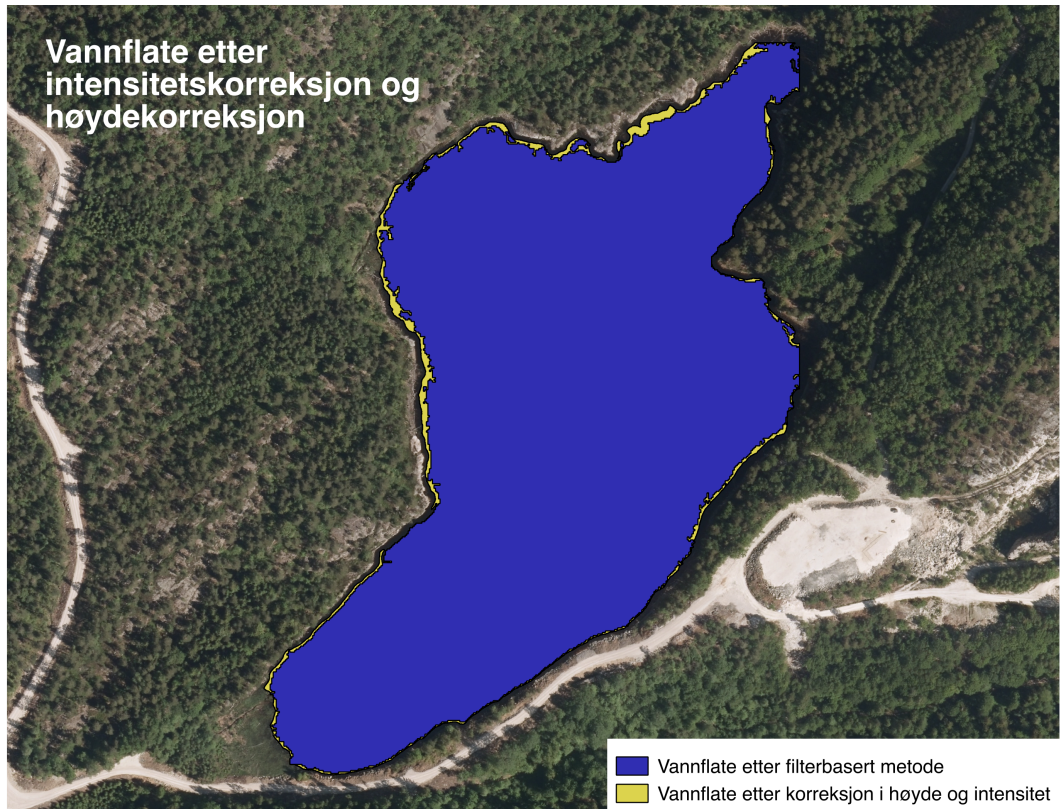 Vannflate etter
intensitetskorreksjon og
høydekorreksjon
Vannflate etter filterbasert metode
Vannflate etter korreksjon i høyde og intensitet